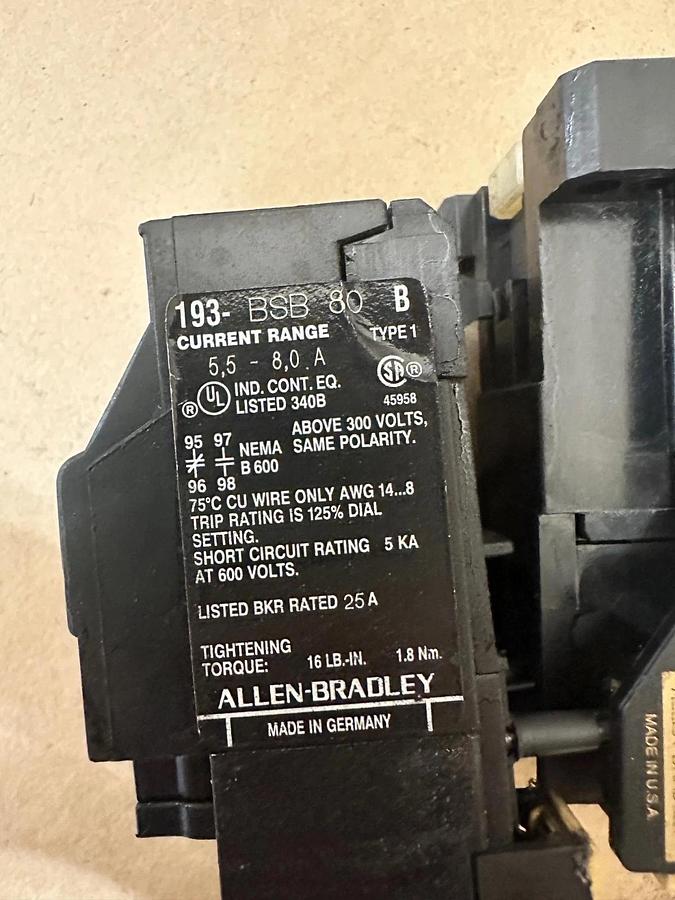 193- BSB 80 B
CURRENT RANGE TYPE 1
5,5 - 8,0 A
® UL IND. CONT. EQ. SA ®
LISTED 340B 45958
95 97 ABOVE 300 VOLTS,
NEMA SAME POLARITY.
B 600
96 98
75°C CU WIRE ONLY AWG 14...8
TRIP RATING IS 125% DIAL
SETTING.
SHORT CIRCUIT RATING 5 KA
AT 600 VOLTS.
LISTED BKR RATED 25 A
TIGHTENING
TORQUE: 16 LB.-IN. 1.8 Nm.
ALLEN-BRADLEY
MADE IN GERMANY
MADE IN U.S.A